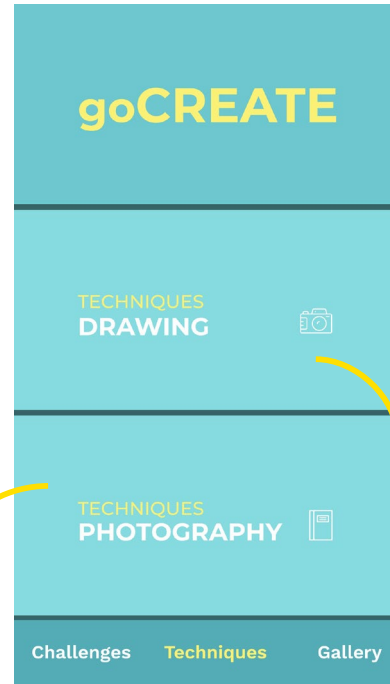 goCREATE
TECHNIQUES
DRAWING
TECHNIQUES
PHOTOGRAPHY
Challenges Techniques Gallery